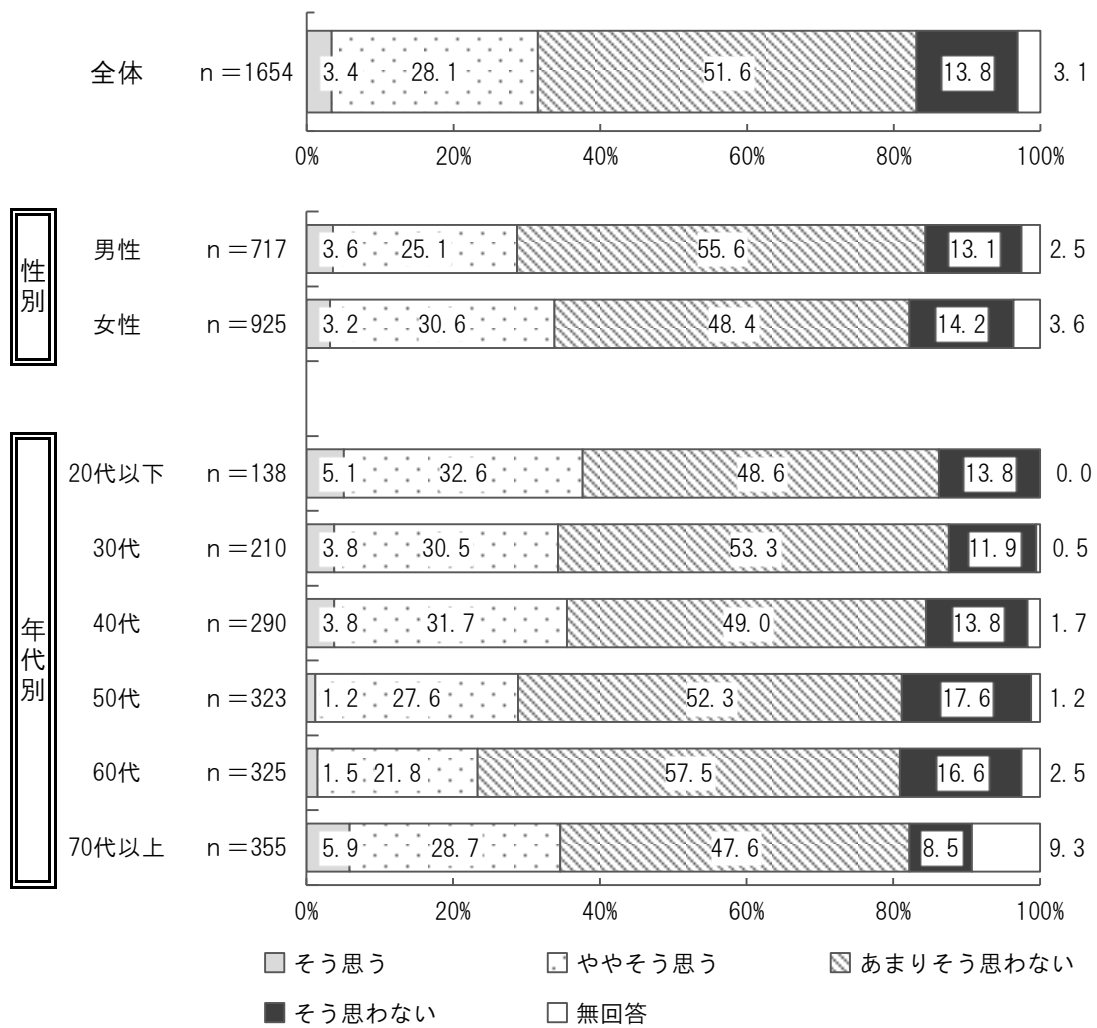 全体 n=1654 3.4 28.1 51.6 13.8 3.1
0% 20% 40% 60% 80% 100%
性別
男性 n=717 3.6 25.1 55.6 13.1 2.5
女性 n=925 3.2 30.6 48.4 14.2 3.6
年代別
20代以下 n=138 5.1 32.6 48.6 13.8 0.0
30代 n=210 3.8 30.5 53.3 11.9 0.5
40代 n=290 3.8 31.7 49.0 13.8 1.7
50代 n=323 1.2 27.6 52.3 17.6 1.2
60代 n=325 1.5 21.8 57.5 16.6 2.5
70代以上 n=355 5.9 28.7 47.6 8.5 9.3
0% 20% 40% 60% 80% 100%
そう思う ややそう思う あまりそう思わない
そう思わない 無回答